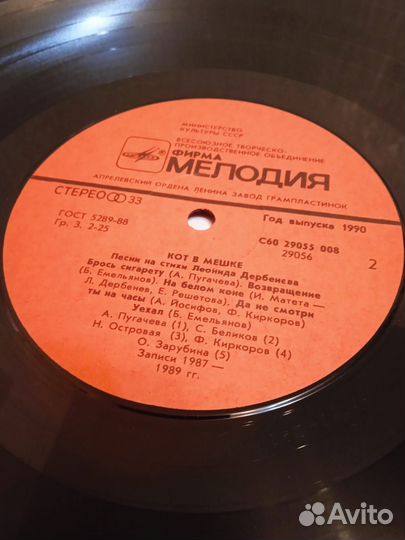 МИНИСТЕРСТВО
КУЛЬТУРЫ СССР
ВСЕСОЮЗНОЕ ТВОРЧЕСКО-
ПРОИЗВОДСТВЕННОЕ ОБЪЕДИНЕНИЕ
ФИРМА
МЕЛОДИЯ
АПРЕЛЕВСКИЙ ОРДЕНА ЛЕНИНА ЗАВОД ГРАМПЛАСТИНОК
СТЕРЕО 33
Год выпуска 1990
ГОСТ 5289-88
Гр. 3. 2-25
С60 29055 008
29056
2
КОТ В МЕШКЕ
Песни на стихи Леонида Дербенёва
Брось сигарету (А. Пугачева). Возвращение
(Б. Емельянов). На белом коне (И. Матета —
Л. Дербенев, Е. Решетова). Да не смотри
ты на часы (А. Иосифов, Ф. Киркоров)
Уехал (Б. Емельянов)
А. Пугачева (1), С. Беликов (2)
Н. Островая (3), Ф. Киркоров (4)
О. Зарубина (5)
Записи 1987—
1989 гг.
Avito